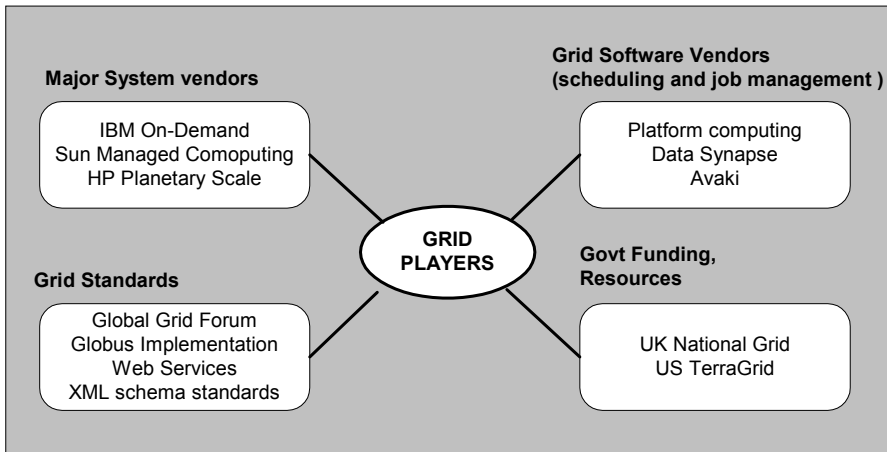 Major System vendors
IBM On-Demand
Sun Managed Comoputing
HP Planetary Scale
Grid Software Vendors
(scheduling and job management )
Platform computing
Data Synapse
Avaki
GRID
PLAYERS
Grid Standards
Global Grid Forum
Globus Implementation
Web Services
XML schema standards
Govt Funding,
Resources
UK National Grid
US TerraGrid